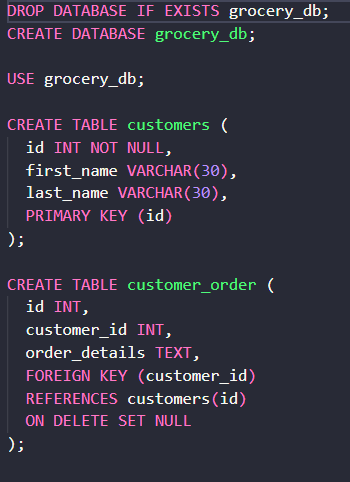 DROP DATABASE IF EXISTS grocery_db;
CREATE DATABASE grocery_db;

USE grocery_db;

CREATE TABLE customers (
  id INT NOT NULL,
  first_name VARCHAR(30),
  last_name VARCHAR(30),
  PRIMARY KEY (id)
);

CREATE TABLE customer_order (
  id INT,
  customer_id INT,
  order_details TEXT,
  FOREIGN KEY (customer_id)
  REFERENCES customers(id)
  ON DELETE SET NULL
);